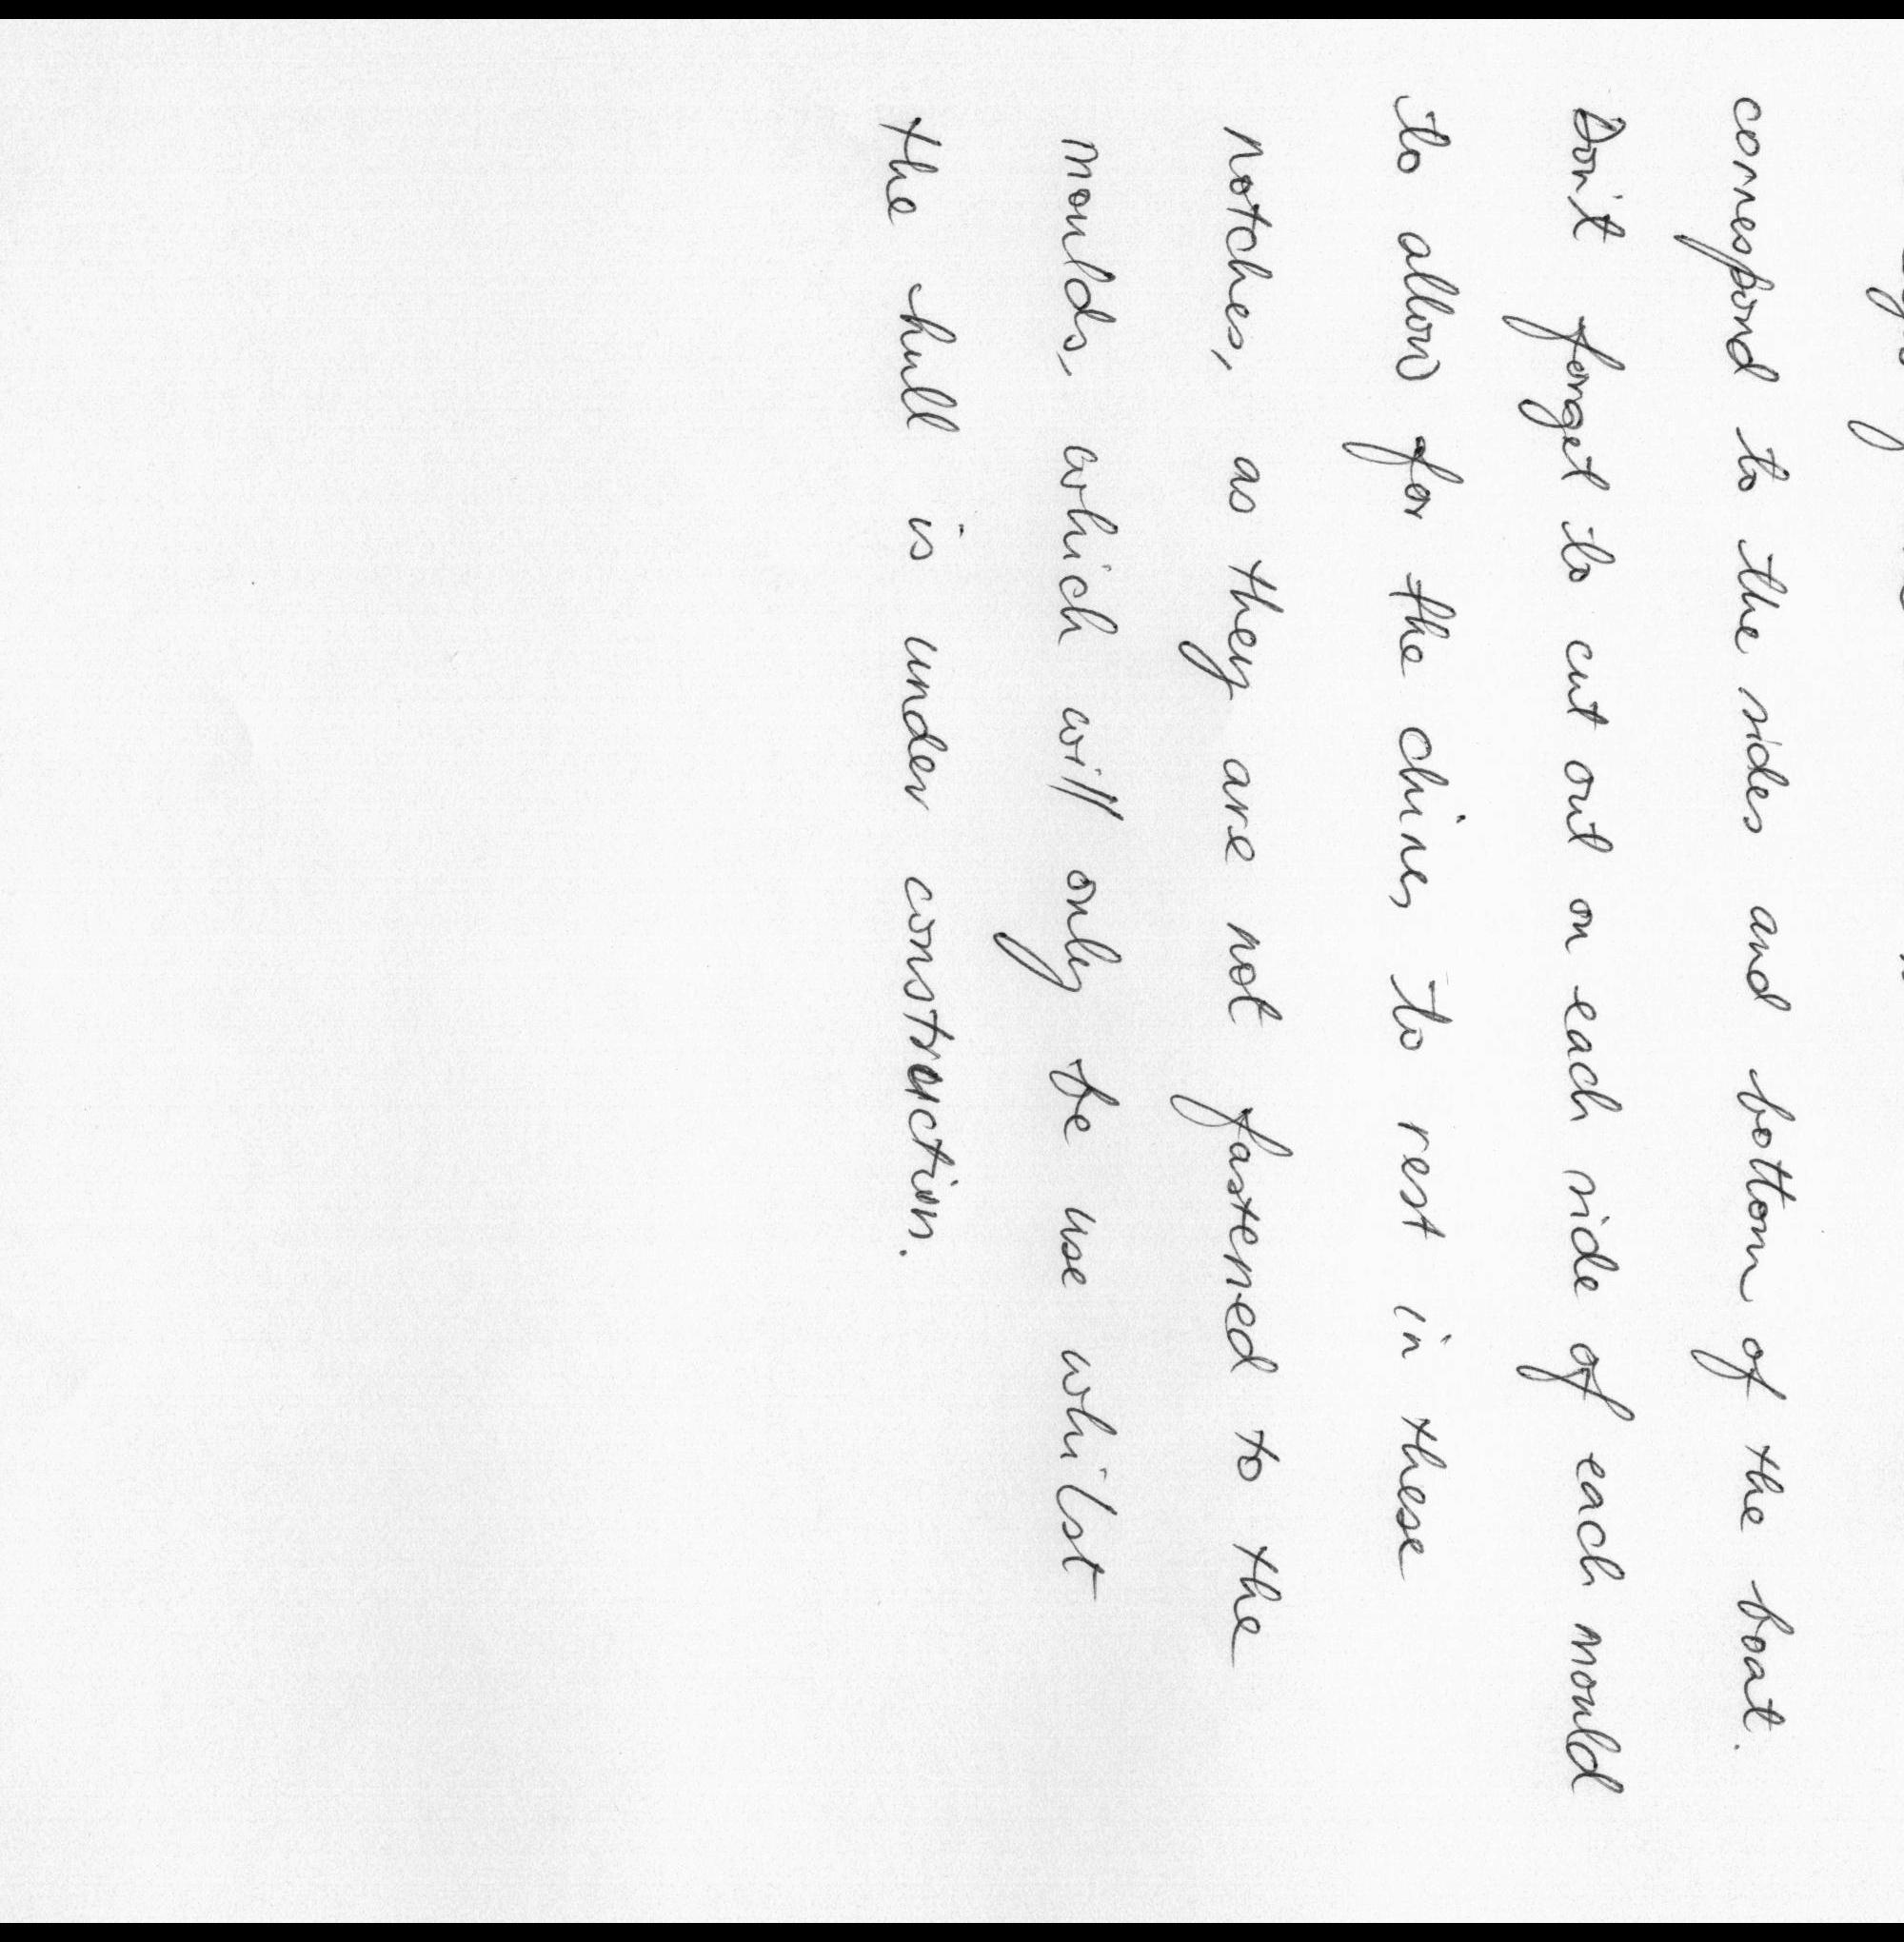 correspond to the sides and bottom of the boat.
Don't forget to cut out on each side of each mould
to allow for the chines to rest in these
notches, as they are not fastened to the
moulds, which will only be use whilst
the hull is under construction.